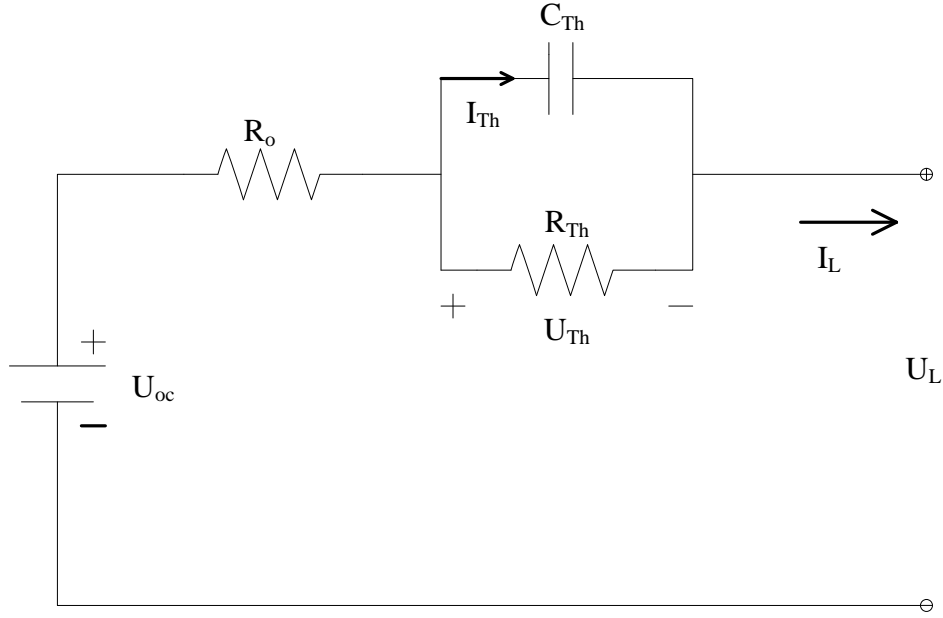 C_Th
I_Th
R_o
R_Th
I_L
+ −
U_Th
+
U_oc
U_L
−